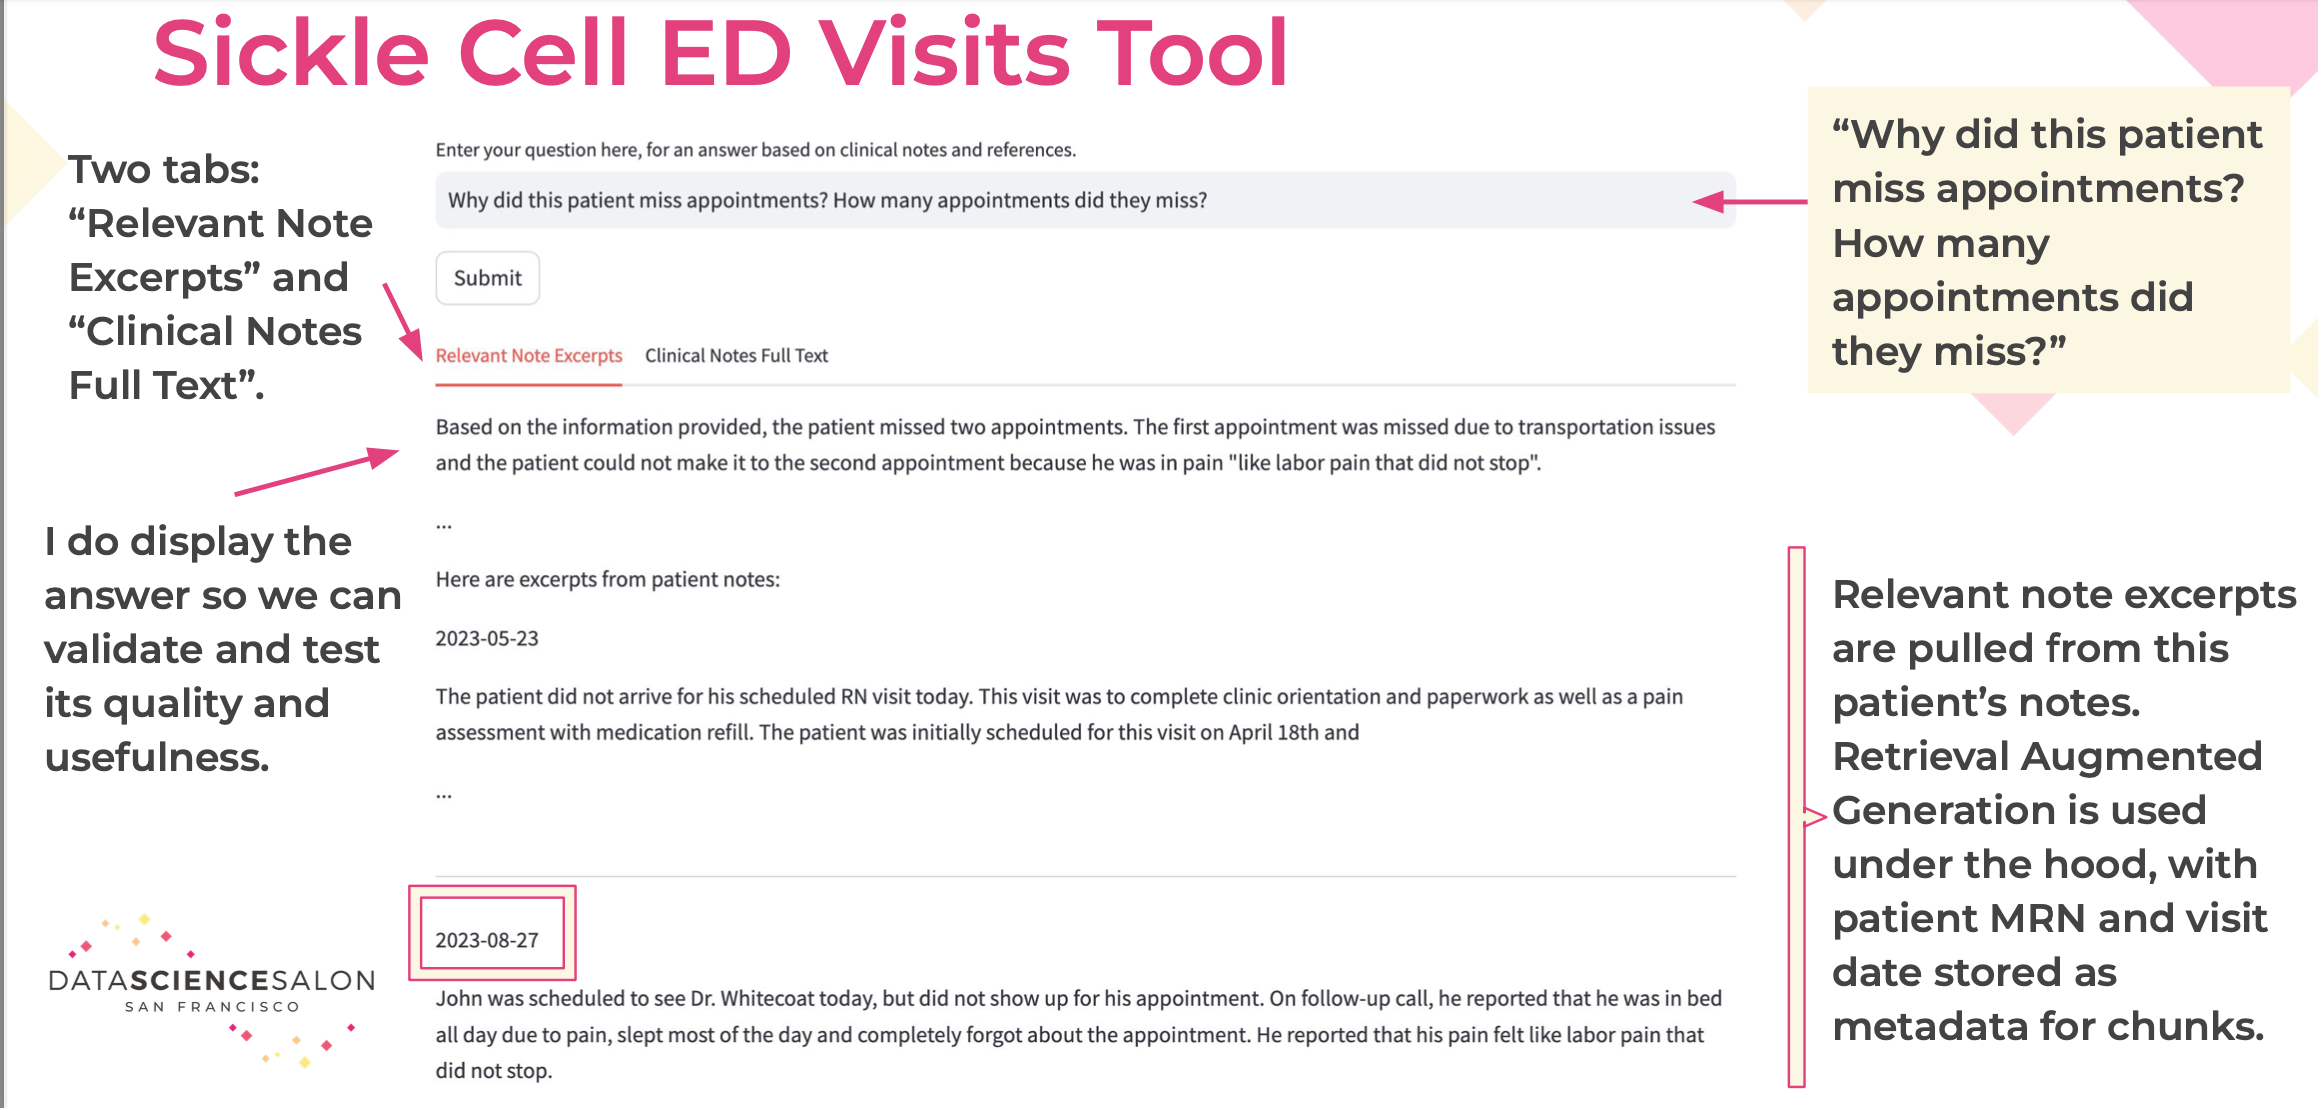 Sickle Cell ED Visits Tool
Two tabs:
“Relevant Note
Excerpts” and
“Clinical Notes
Full Text”.
I do display the
answer so we can
validate and test
its quality and
usefulness.
DATASCIENCESALON
SAN FRANCISCO
Enter your question here, for an answer based on clinical notes and references.
Why did this patient miss appointments? How many appointments did they miss?
Submit
Relevant Note Excerpts
Clinical Notes Full Text
Based on the information provided, the patient missed two appointments. The first appointment was missed due to transportation issues
and the patient could not make it to the second appointment because he was in pain "like labor pain that did not stop".
...
Here are excerpts from patient notes:
2023-05-23
The patient did not arrive for his scheduled RN visit today. This visit was to complete clinic orientation and paperwork as well as a pain
assessment with medication refill. The patient was initially scheduled for this visit on April 18th and
...
2023-08-27
John was scheduled to see Dr. Whitecoat today, but did not show up for his appointment. On follow-up call, he reported that he was in bed
all day due to pain, slept most of the day and completely forgot about the appointment. He reported that his pain felt like labor pain that
did not stop.
“Why did this patient
miss appointments?
How many
appointments did
they miss?”
Relevant note excerpts
are pulled from this
patient’s notes.
Retrieval Augmented
Generation is used
under the hood, with
patient MRN and visit
date stored as
metadata for chunks.